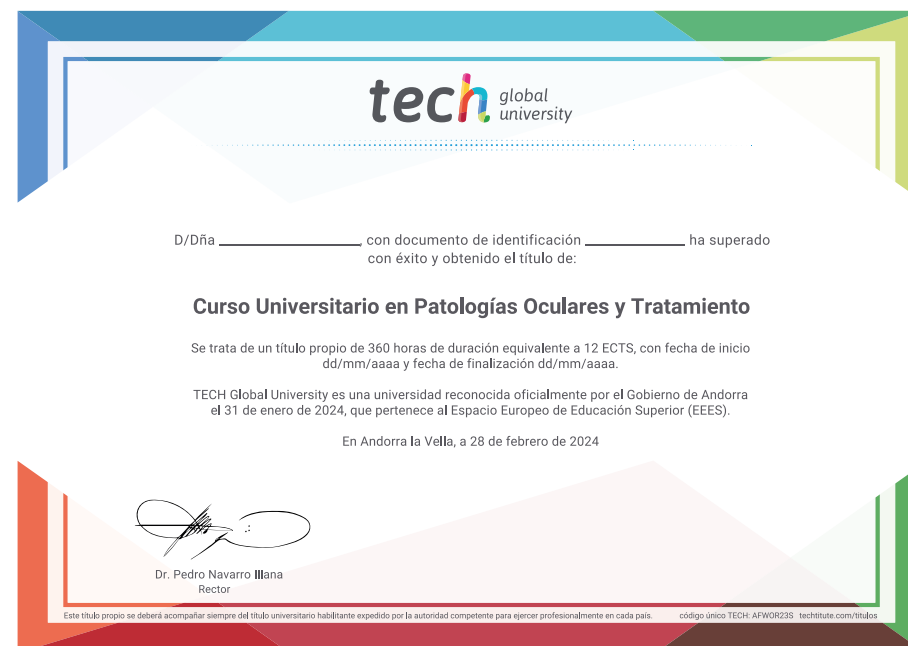 tech global university
D/Dña ______________, con documento de identificación ______________ ha superado
con éxito y obtenido el título de:
Curso Universitario en Patologías Oculares y Tratamiento
Se trata de un título propio de 360 horas de duración equivalente a 12 ECTS, con fecha de inicio
dd/mm/aaaa y fecha de finalización dd/mm/aaaa.
TECH Global University es una universidad reconocida oficialmente por el Gobierno de Andorra
el 31 de enero de 2024, que pertenece al Espacio Europeo de Educación Superior (EEES).
En Andorra la Vella, a 28 de febrero de 2024
Dr. Pedro Navarro Illana
Rector
Este título propio se deberá acompañar siempre del título universitario habilitante expedido por la autoridad competente para ejercer profesionalmente en cada país. código único TECH: AFWOR23S techtitute.com/titulos